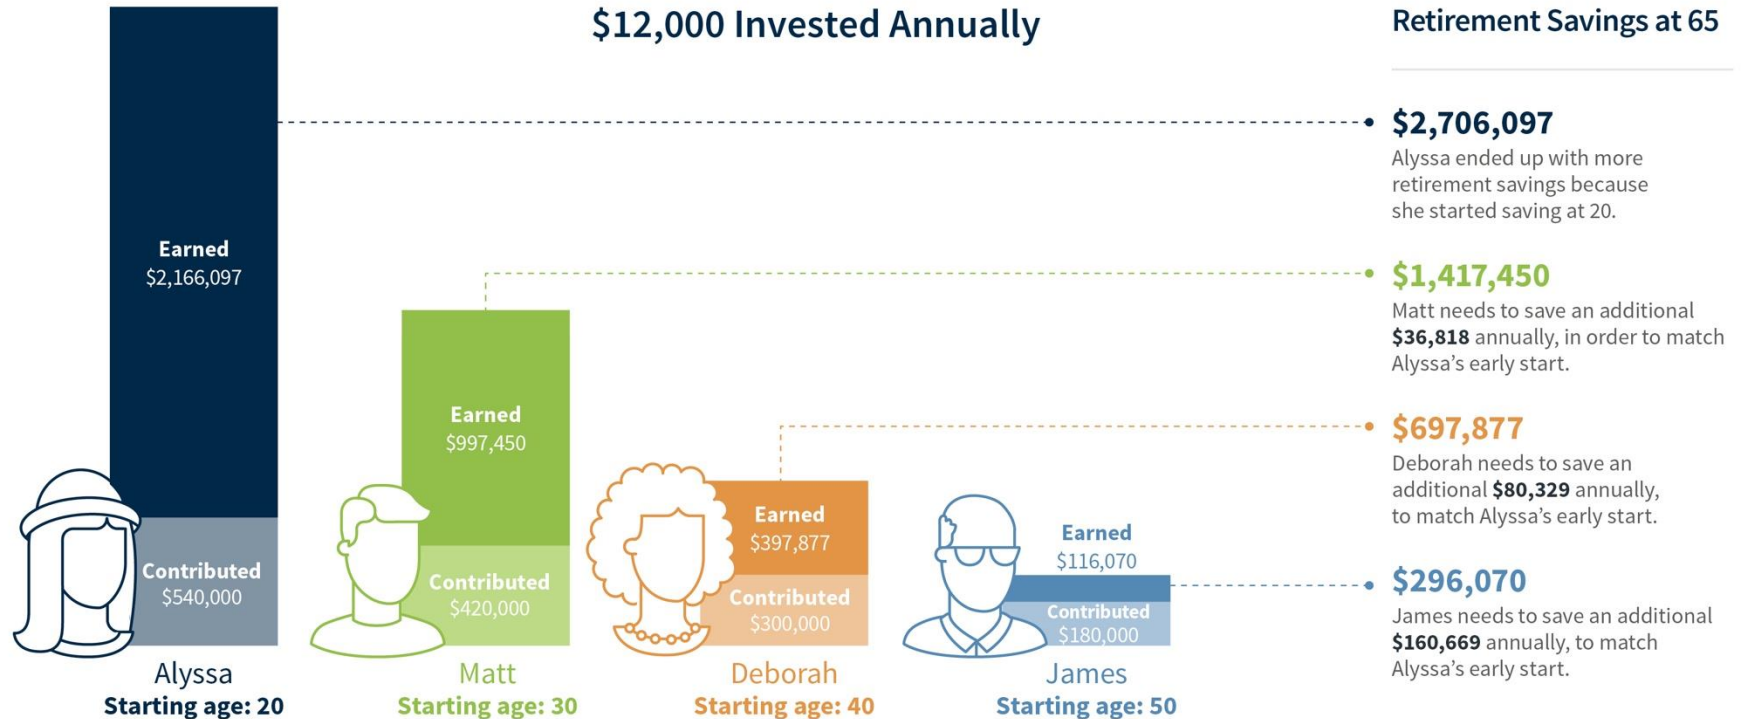 $12,000 Invested Annually
Retirement Savings at 65
Earned
$2,166,097
Contributed
$540,000
Alyssa
Starting age: 20
Earned
$997,450
Contributed
$420,000
Matt
Starting age: 30
Earned
$397,877
Contributed
$300,000
Deborah
Starting age: 40
Earned
$116,070
Contributed
$180,000
James
Starting age: 50
$2,706,097
Alyssa ended up with more
retirement savings because
she started saving at 20.
$1,417,450
Matt needs to save an additional
$36,818 annually, in order to match
Alyssa’s early start.
$697,877
Deborah needs to save an
additional $80,329 annually,
to match Alyssa’s early start.
$296,070
James needs to save an additional
$160,669 annually, to match
Alyssa’s early start.